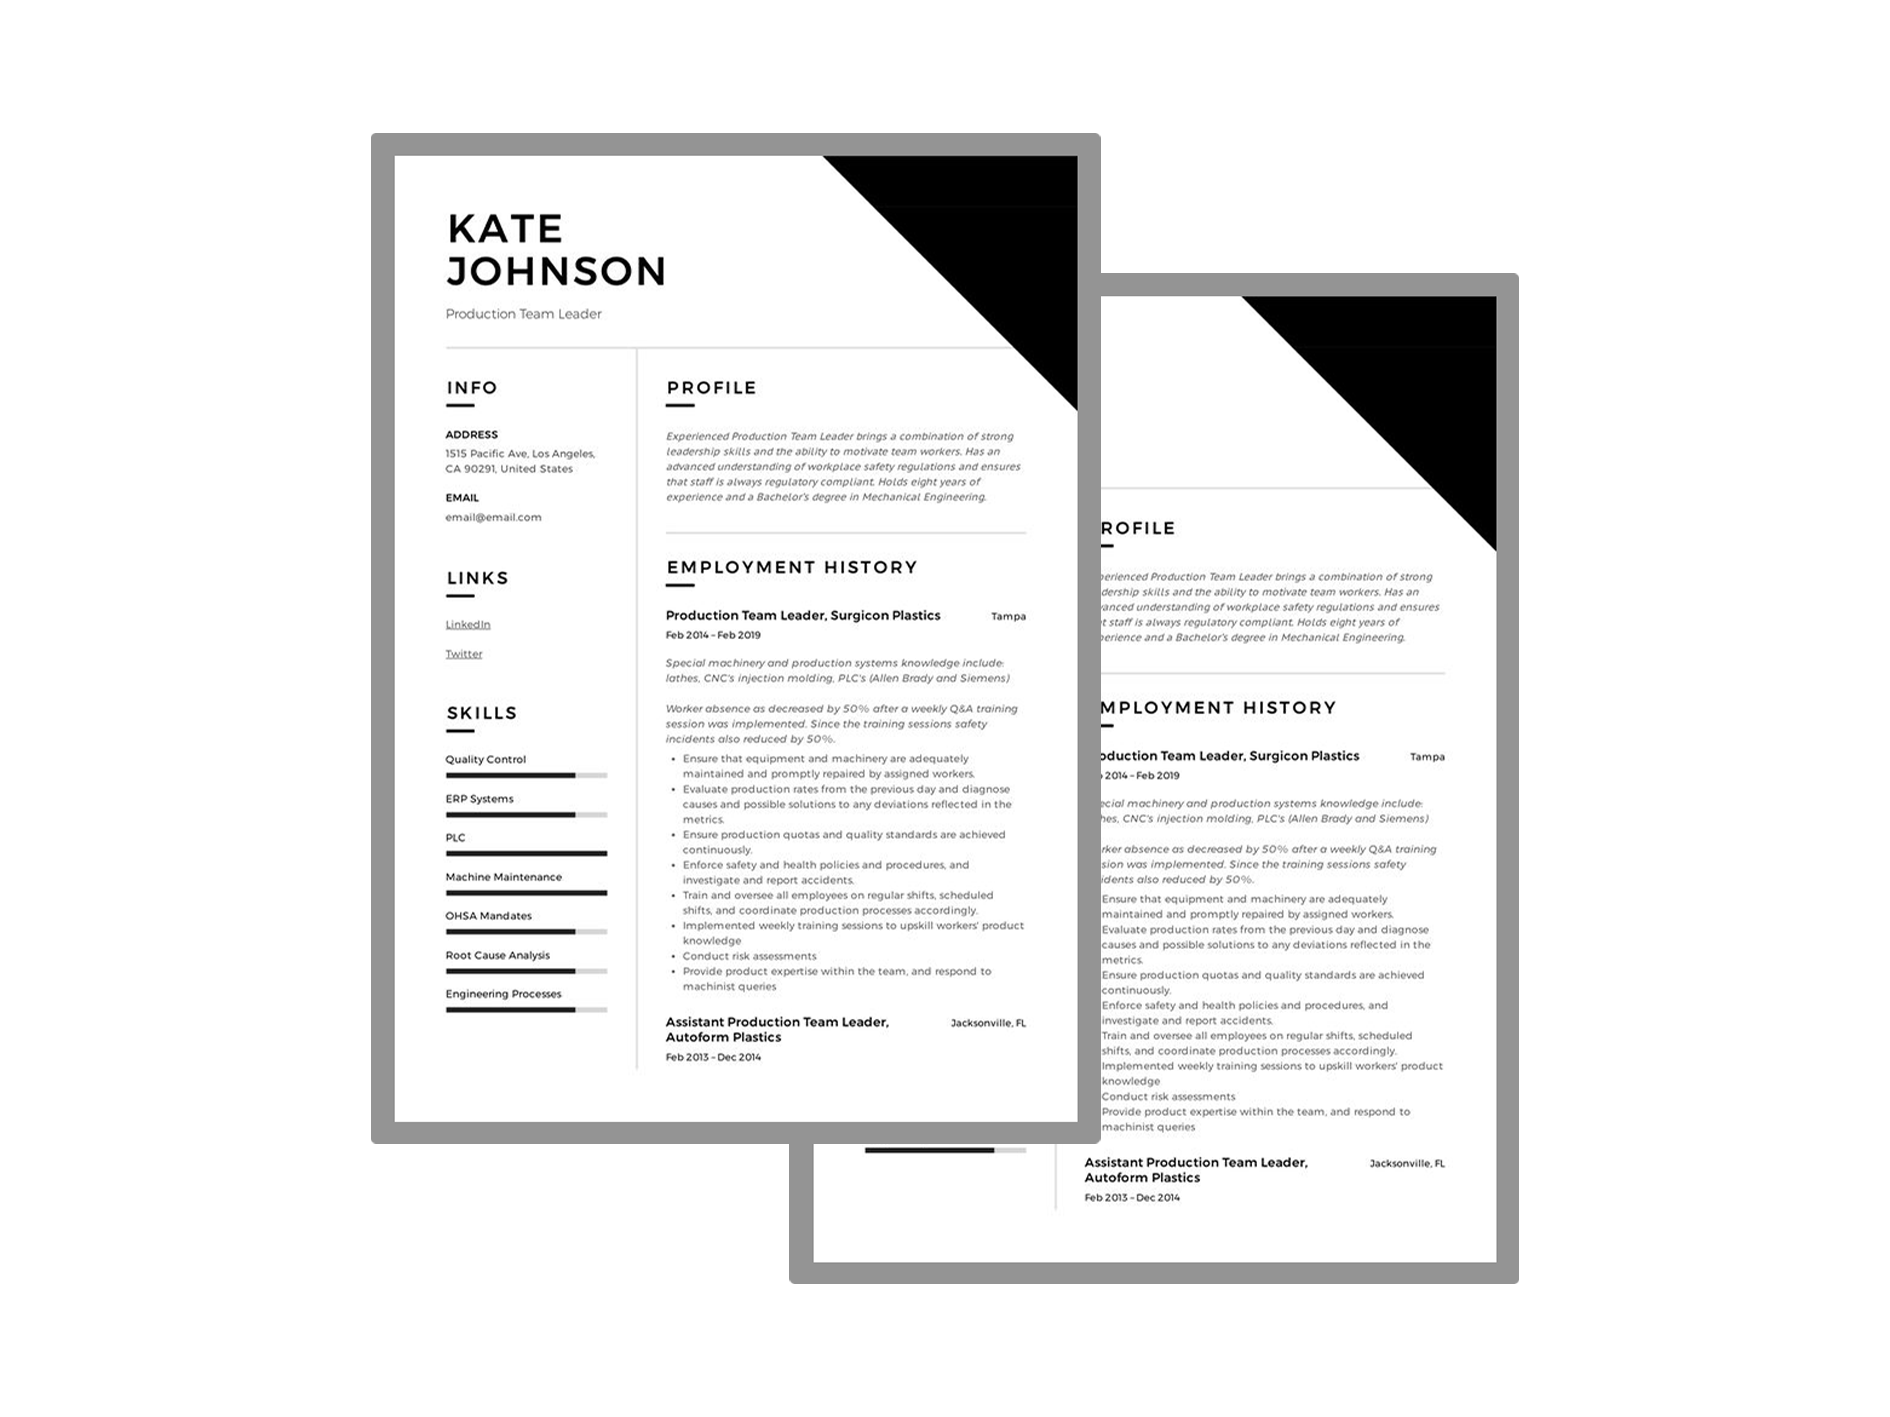 KATE
JOHNSON
Production Team Leader
INFO
ADDRESS
1515 Pacific Ave, Los Angeles,
CA 90291, United States
EMAIL
email@email.com
LINKS
LinkedIn
Twitter
SKILLS
Quality Control
ERP Systems
PLC
Machine Maintenance
OHSA Mandates
Root Cause Analysis
Engineering Processes
PROFILE
Experienced Production Team Leader brings a combination of strong
leadership skills and the ability to motivate team workers. Has an
advanced understanding of workplace safety regulations and ensures
that staff is always regulatory compliant. Holds eight years of
experience and a Bachelor's degree in Mechanical Engineering.
EMPLOYMENT HISTORY
Production Team Leader, Surgicon Plastics Tampa
Feb 2014 – Feb 2019
Special machinery and production systems knowledge include:
lathes, CNC's injection molding, PLC's (Allen Brady and Siemens)
Worker absence as decreased by 50% after a weekly Q&A training
session was implemented. Since the training sessions safety
incidents also reduced by 50%.
• Ensure that equipment and machinery are adequately
maintained and promptly repaired by assigned workers.
• Evaluate production rates from the previous day and diagnose
causes and possible solutions to any deviations reflected in the
metrics.
• Ensure production quotas and quality standards are achieved
continuously.
• Enforce safety and health policies and procedures, and
investigate and report accidents.
• Train and oversee all employees on regular shifts, scheduled
shifts, and coordinate production processes accordingly.
• Implemented weekly training sessions to upskill workers' product
knowledge
• Conduct risk assessments
• Provide product expertise within the team, and respond to
machinist queries
Assistant Production Team Leader, Jacksonville, FL
Autoform Plastics
Feb 2013 – Dec 2014
ROFILE
erienced Production Team Leader brings a combination of strong
dership skills and the ability to motivate team workers. Has an
vanced understanding of workplace safety regulations and ensures
t staff is always regulatory compliant. Holds eight years of
perience and a Bachelor's degree in Mechanical Engineering.
MPLOYMENT HISTORY
oduction Team Leader, Surgicon Plastics Tampa
2014 – Feb 2019
ecial machinery and production systems knowledge include:
hes, CNC's injection molding, PLC's (Allen Brady and Siemens)
rker absence as decreased by 50% after a weekly Q&A training
sion was implemented. Since the training sessions safety
idents also reduced by 50%.
Ensure that equipment and machinery are adequately
maintained and promptly repaired by assigned workers.
Evaluate production rates from the previous day and diagnose
causes and possible solutions to any deviations reflected in the
metrics.
Ensure production quotas and quality standards are achieved
continuously.
Enforce safety and health policies and procedures, and
investigate and report accidents.
Train and oversee all employees on regular shifts, scheduled
shifts, and coordinate production processes accordingly.
Implemented weekly training sessions to upskill workers' product
knowledge
Conduct risk assessments
Provide product expertise within the team, and respond to
machinist queries
Assistant Production Team Leader, Jacksonville, FL
Autoform Plastics
Feb 2013 – Dec 2014